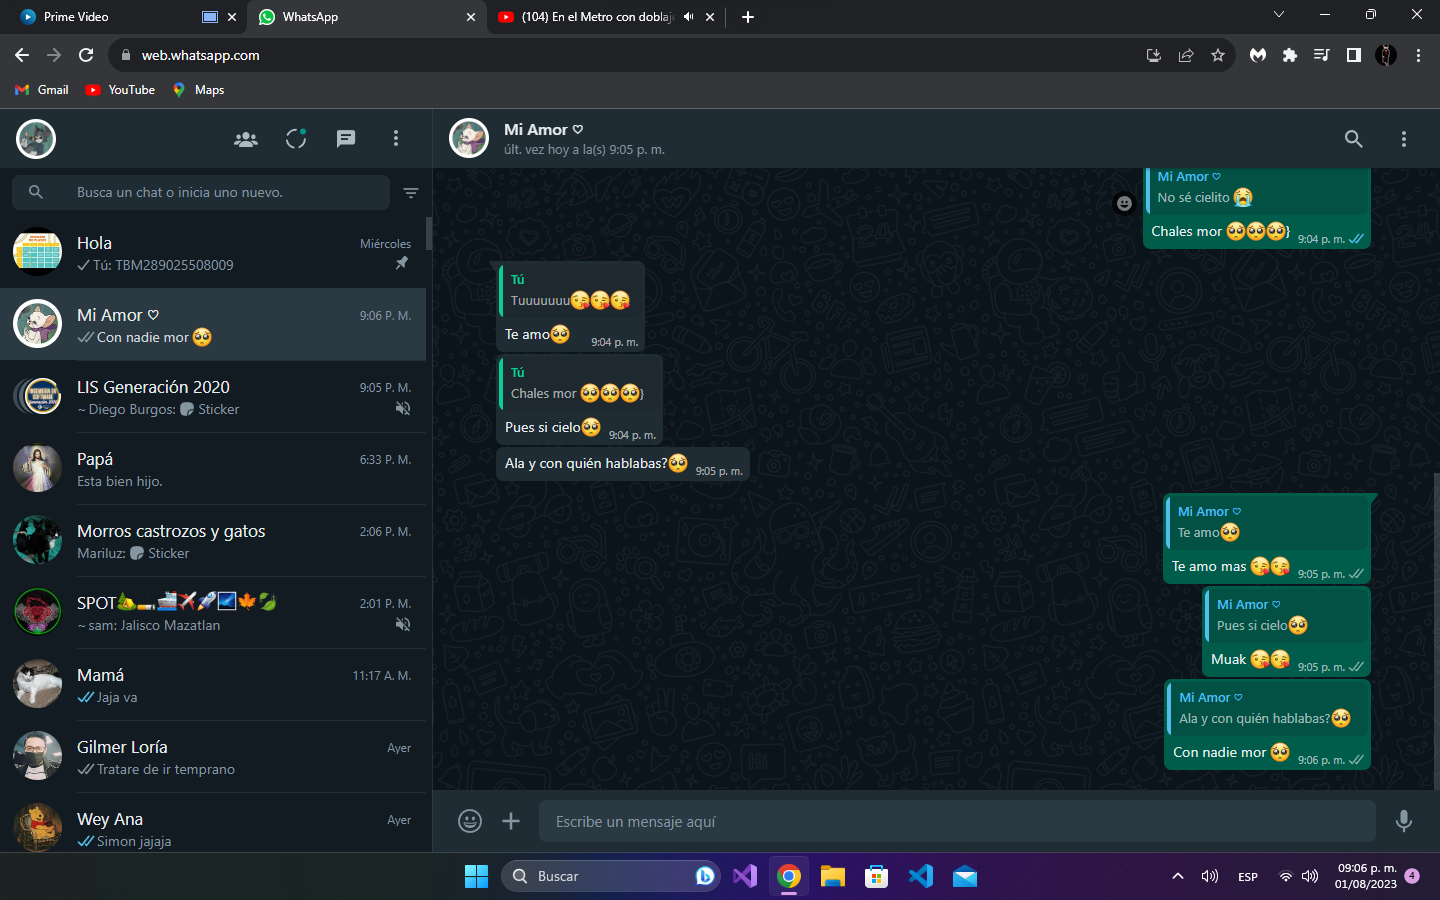 Prime Video
WhatsApp
(104) En el Metro con doblaje
web.whatsapp.com
Gmail
YouTube
Maps
Mi Amor ♡
últ. vez hoy a la(s) 9:05 p. m.
Busca un chat o inicia uno nuevo.
Hola
Miércoles
Tú: TBM289025508009
Mi Amor ♡
9:06 P. M.
Con nadie mor 🥺
LIS Generación 2020
9:05 P. M.
~ Diego Burgos: Sticker
Papá
6:33 P. M.
Esta bien hijo.
Morros castrozos y gatos
2:06 P. M.
Mariluz: Sticker
SPOT🏕️🚬🚢✈️🚀🌌🍁🍃
2:01 P. M.
~ sam: Jalisco Mazatlan
Mamá
11:17 A. M.
Jaja va
Gilmer Loría
Ayer
Tratare de ir temprano
Wey Ana
Ayer
Simon jajaja
Mi Amor ♡
No sé cielito 😭
Chales mor 🥺🥺🥺}
9:04 p. m.
Tú
Tuuuuuuu😘😘😘
Te amo🥺
9:04 p. m.
Tú
Chales mor 🥺🥺🥺}
Pues si cielo🥺
9:04 p. m.
Ala y con quién hablabas?🥺
9:05 p. m.
Mi Amor ♡
Te amo🥺
Te amo mas 😘😘
9:05 p. m.
Mi Amor ♡
Pues si cielo🥺
Muak 😘😘
9:05 p. m.
Mi Amor ♡
Ala y con quién hablabas?🥺
Con nadie mor 🥺
9:06 p. m.
Escribe un mensaje aquí
Buscar
ESP
09:06 p. m.
01/08/2023
4